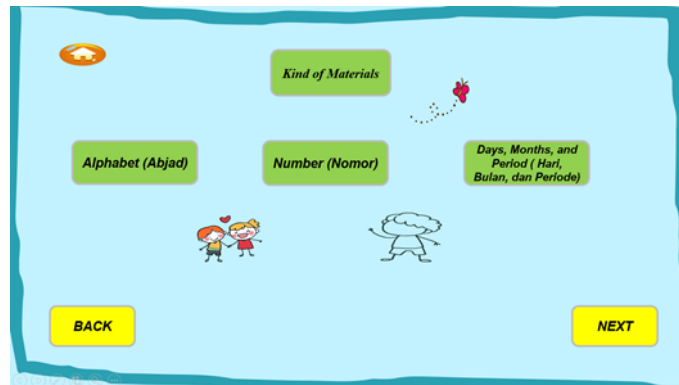 Kind of Materials
Alphabet (Abjad)
Number (Nomor)
Days, Months, and
Period ( Hari,
Bulan, dan Periode)
BACK
NEXT